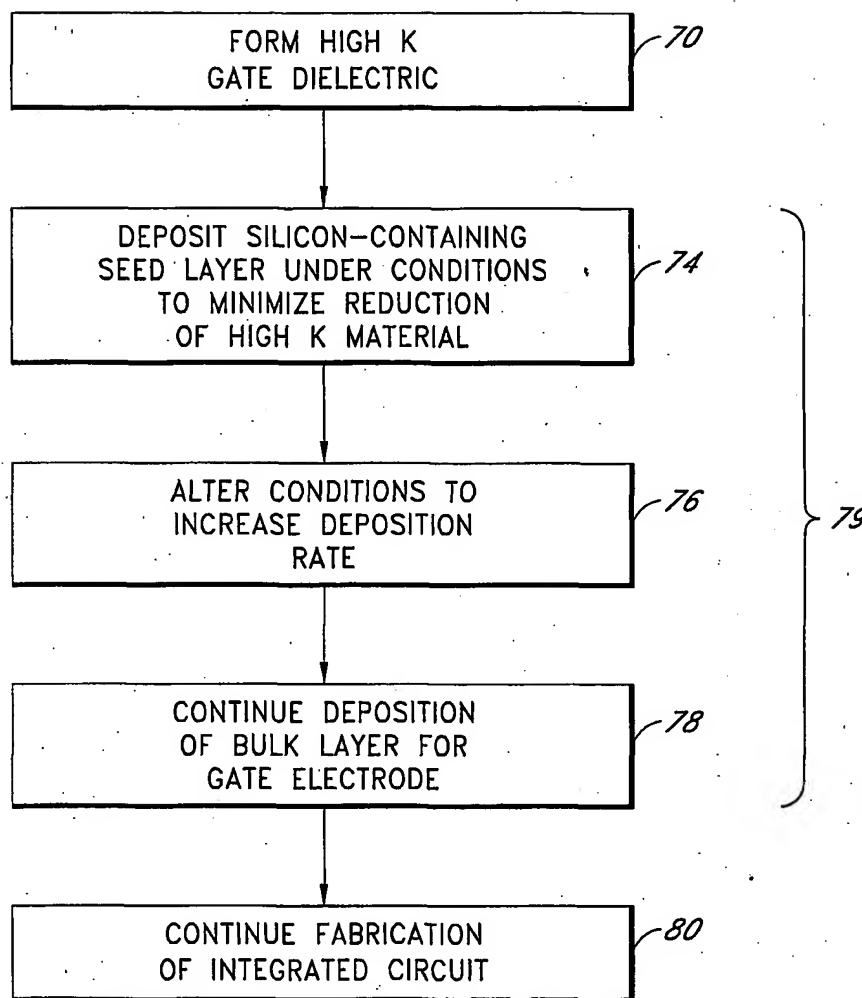 FORM HIGH K
GATE DIELECTRIC
70
DEPOSIT SILICON-CONTAINING
SEED LAYER UNDER CONDITIONS
TO MINIMIZE REDUCTION
OF HIGH K MATERIAL
74
ALTER CONDITIONS TO
INCREASE DEPOSITION
RATE
76
79
CONTINUE DEPOSITION
OF BULK LAYER FOR
GATE ELECTRODE
78
CONTINUE FABRICATION
OF INTEGRATED CIRCUIT
80